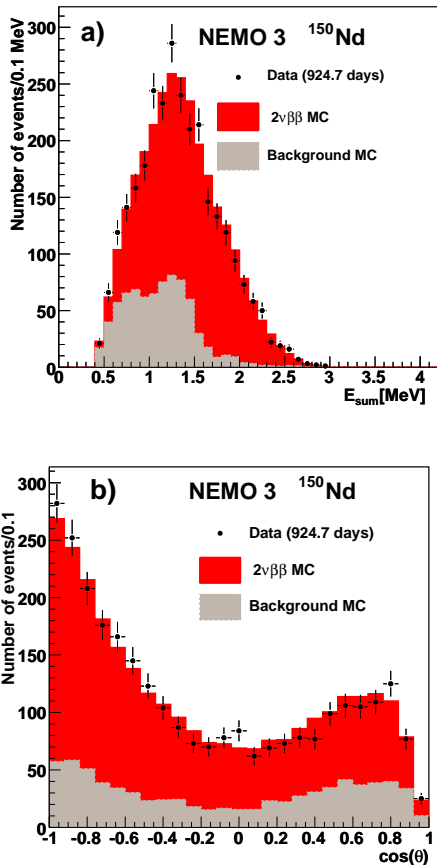 a) NEMO 3 ¹⁵⁰Nd
Data (924.7 days)
2νββ MC
Background MC
Number of events/0.1 MeV
300
250
200
150
100
50
0
0 0.5 1 1.5 2 2.5 3 3.5 4
E_sum[MeV]
b) NEMO 3 ¹⁵⁰Nd
Data (924.7 days)
2νββ MC
Background MC
Number of events/0.1
300
250
200
150
100
50
0
-1 -0.8 -0.6 -0.4 -0.2 0 0.2 0.4 0.6 0.8 1
cos(θ)